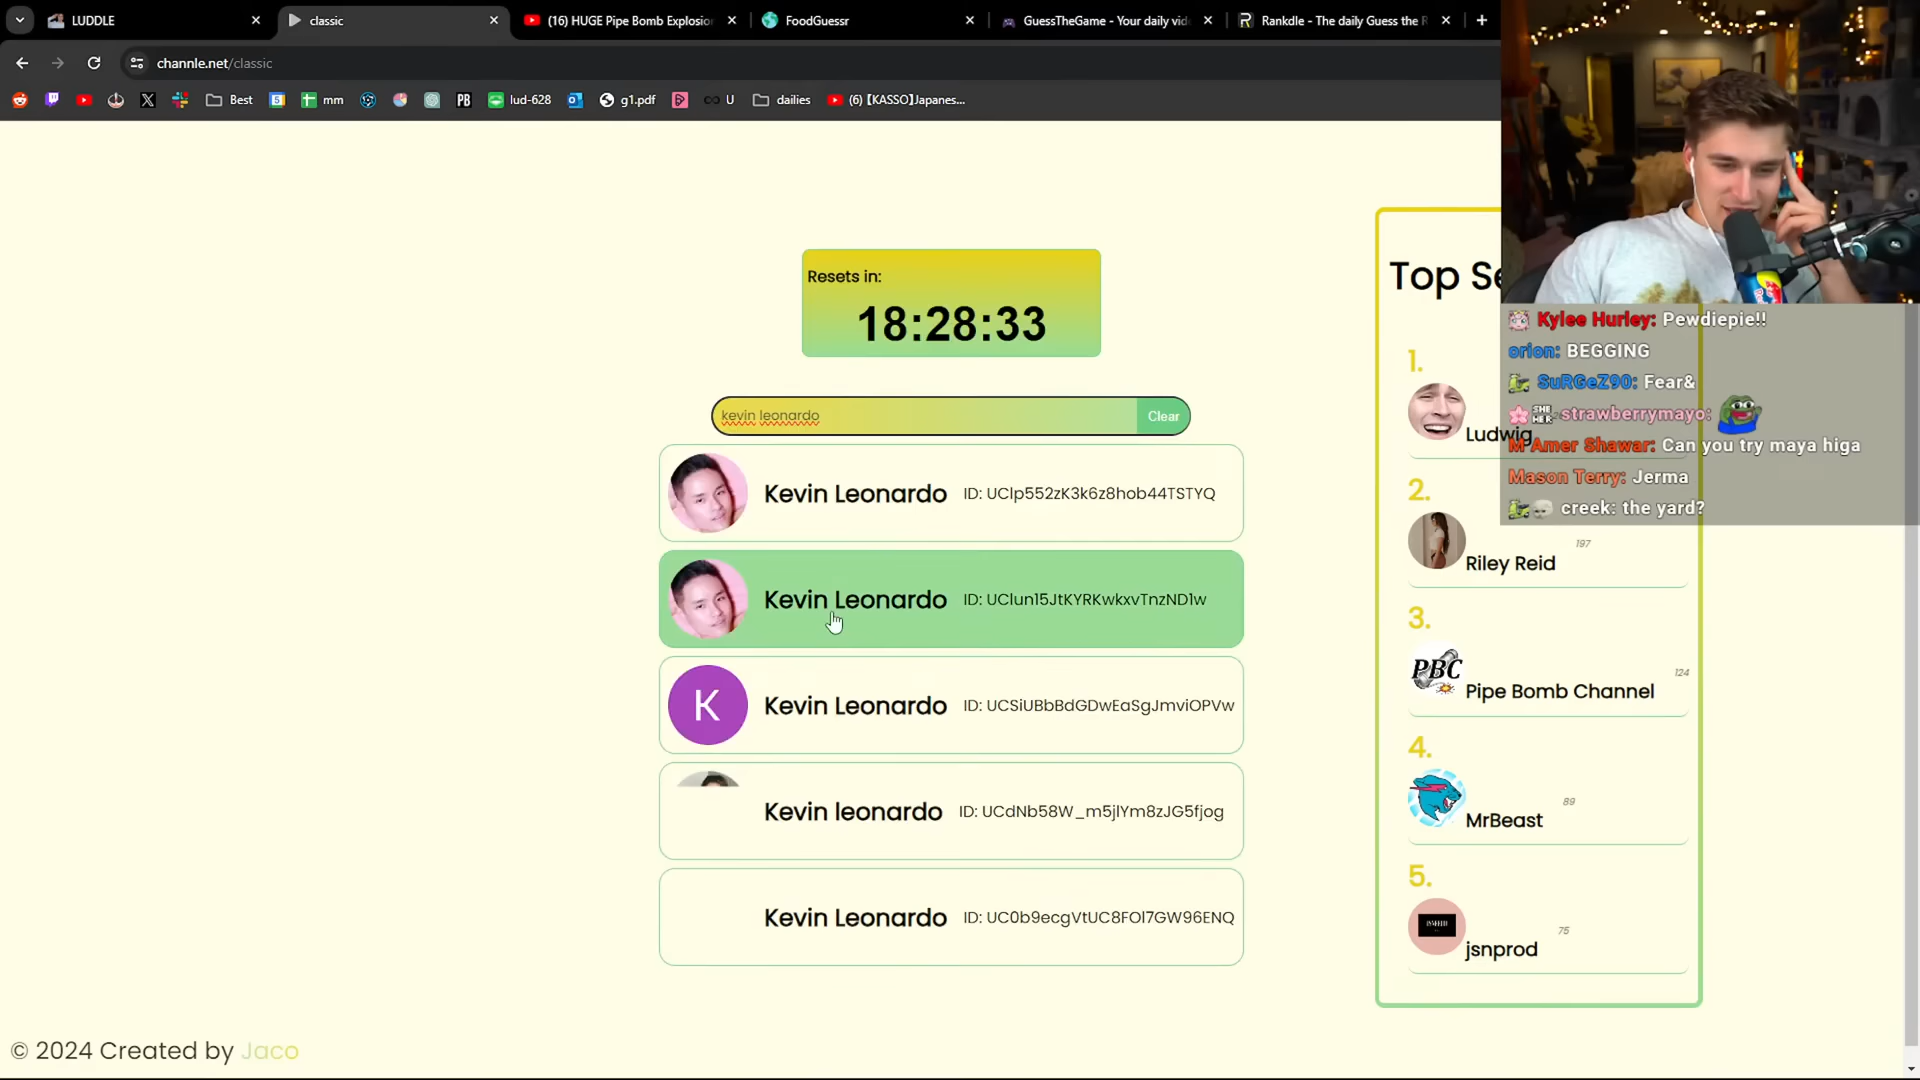 LUDDLE
classic
(16) HUGE Pipe Bomb Explosion
FoodGuessr
GuessTheGame - Your daily vid
Rankdle - The daily Guess the R
channle.net/classic
Best
mm
PB
lud-628
g1.pdf
U
dailies
(6) 【KASSO】Japanes...
Resets in:
18:28:33
kevin leonardo
Clear
Kevin Leonardo ID: UClp552zK3k6z8hob44TSTYQ
Kevin Leonardo ID: UClun15JtKYRKwkxvTnzND1w
K
Kevin Leonardo ID: UCSiUBbBdGDwEaSgJmviOPVw
Kevin leonardo ID: UCdNb58W_m5jlYm8zJG5fjog
Kevin Leonardo ID: UC0b9ecgVtUC8FOl7GW96ENQ
Top Se
1.
Ludwig
2.
197
Riley Reid
3.
PBC
124
Pipe Bomb Channel
4.
89
MrBeast
5.
75
jsnprod
Kylee Hurley: Pewdiepie!!
orion: BEGGING
SuRGeZ90: Fear&
SHE HER strawberrymayo:
M Amer Shawar: Can you try maya higa
Mason Terry: Jerma
creek: the yard?
© 2024 Created by Jaco